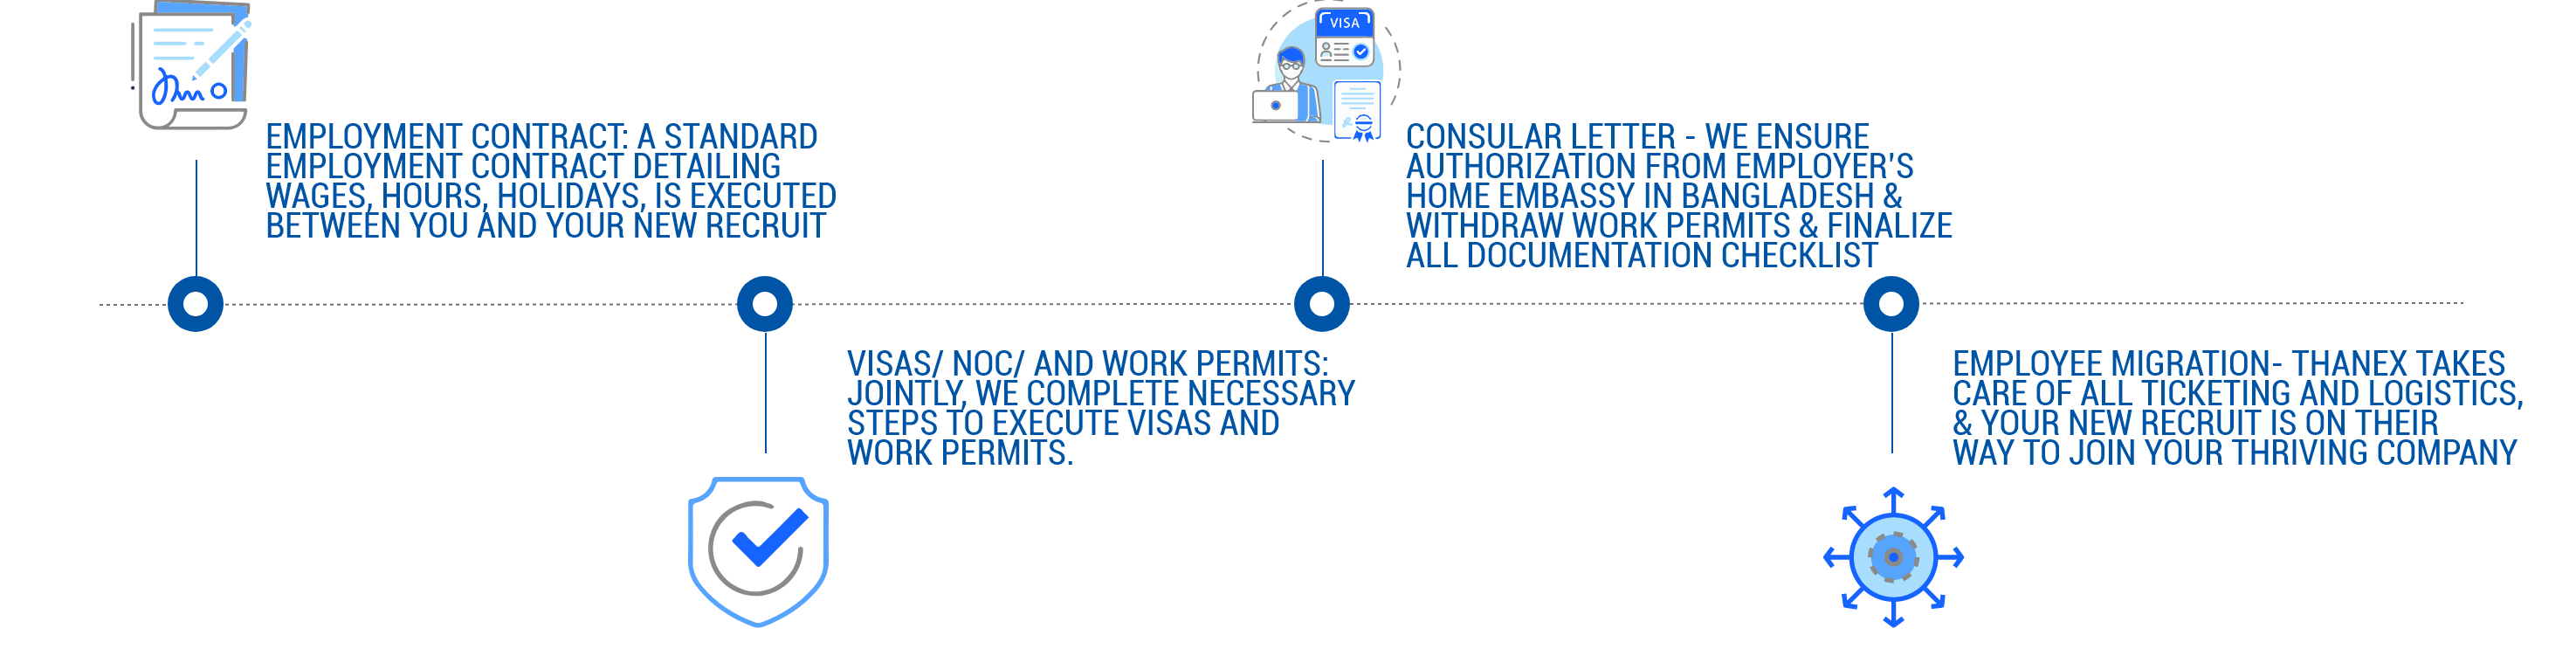 EMPLOYMENT CONTRACT: A STANDARD
EMPLOYMENT CONTRACT DETAILING
WAGES, HOURS, HOLIDAYS, IS EXECUTED
BETWEEN YOU AND YOUR NEW RECRUIT
VISAS/ NOC/ AND WORK PERMITS:
JOINTLY, WE COMPLETE NECESSARY
STEPS TO EXECUTE VISAS AND
WORK PERMITS.
VISA
CONSULAR LETTER - WE ENSURE
AUTHORIZATION FROM EMPLOYER'S
HOME EMBASSY IN BANGLADESH &
WITHDRAW WORK PERMITS & FINALIZE
ALL DOCUMENTATION CHECKLIST
EMPLOYEE MIGRATION- THANEX TAKES
CARE OF ALL TICKETING AND LOGISTICS,
& YOUR NEW RECRUIT IS ON THEIR
WAY TO JOIN YOUR THRIVING COMPANY